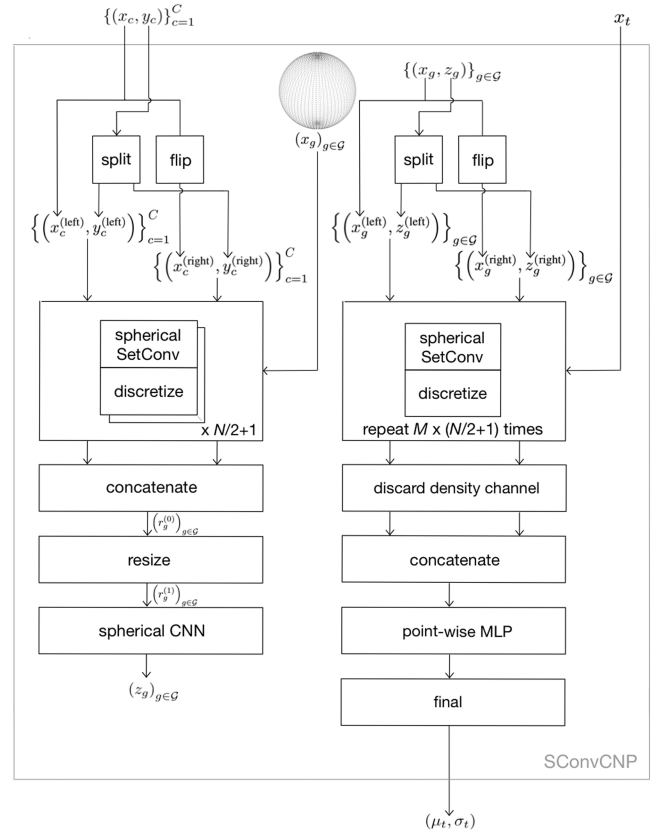 {(x_c, y_c)}_{c=1}^C
x_t
{(x_g, z_g)}_{g∈𝒢}
split
flip
(x_g)_{g∈𝒢}
split
flip
{(x_c^{(left)}, y_c^{(left)})}_{c=1}^C
{(x_g^{(left)}, z_g^{(left)})}_{g∈𝒢}
{(x_c^{(right)}, y_c^{(right)})}_{c=1}^C
{(x_g^{(right)}, z_g^{(right)})}_{g∈𝒢}
spherical
SetConv
discretize
x N/2+1
spherical
SetConv
discretize
repeat M x (N/2+1) times
concatenate
discard density channel
(r_g^{(0)})_{g∈𝒢}
resize
concatenate
(r_g^{(1)})_{g∈𝒢}
spherical CNN
point-wise MLP
(z_g)_{g∈𝒢}
final
SConvCNP
(μ_t, σ_t)